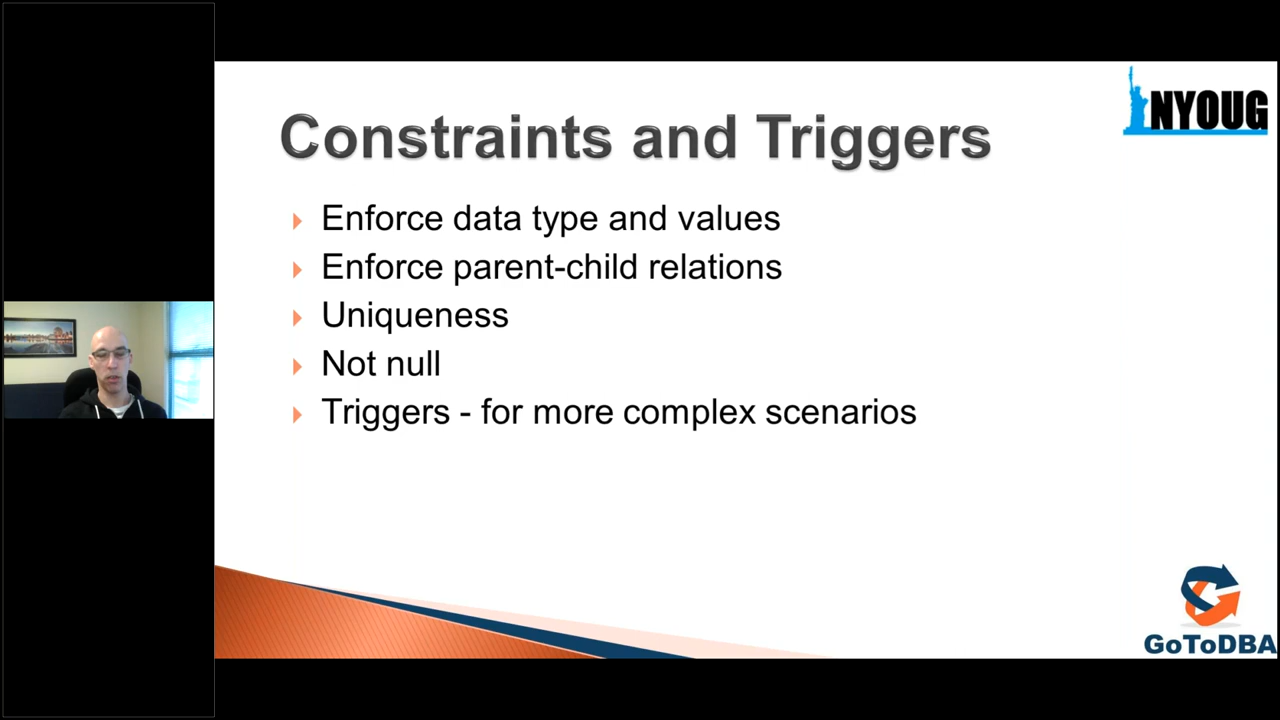 NYOUG
Constraints and Triggers
Enforce data type and values
Enforce parent-child relations
Uniqueness
Not null
Triggers - for more complex scenarios
GoToDBA